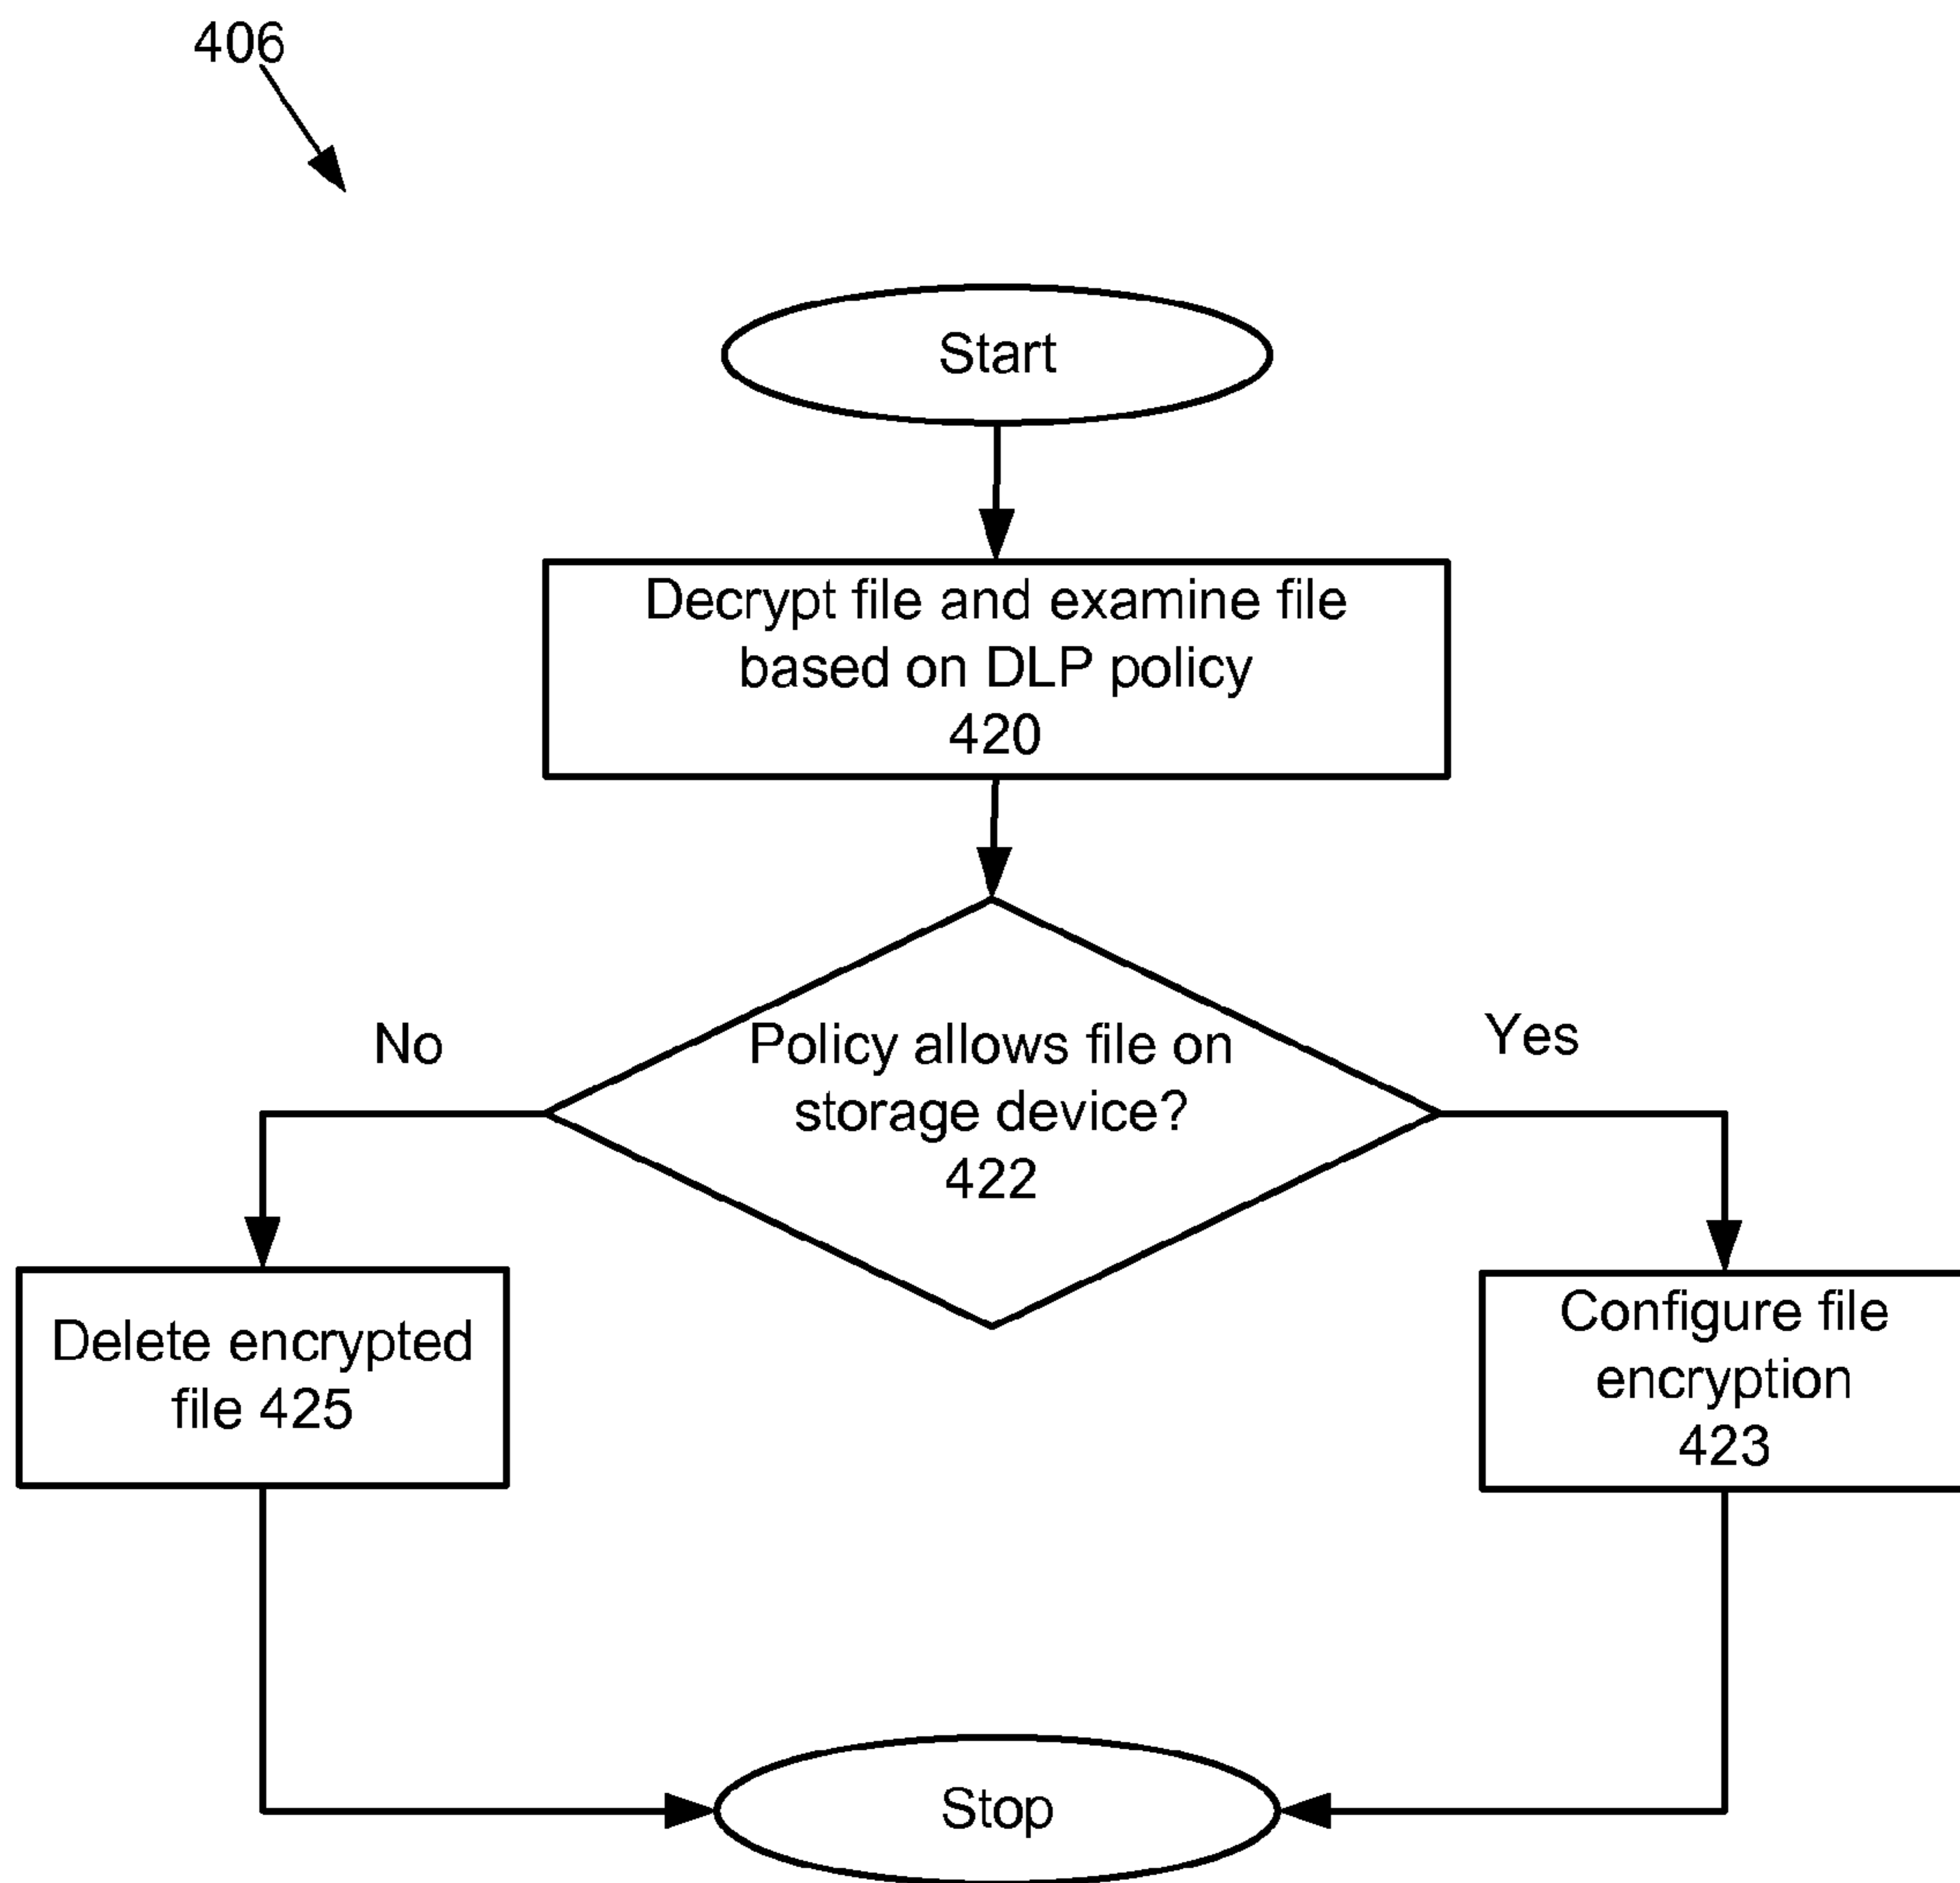 406
Start
Decrypt file and examine file
based on DLP policy
420
No
Policy allows file on
storage device?
422
Yes
Delete encrypted
file 425
Configure file
encryption
423
Stop